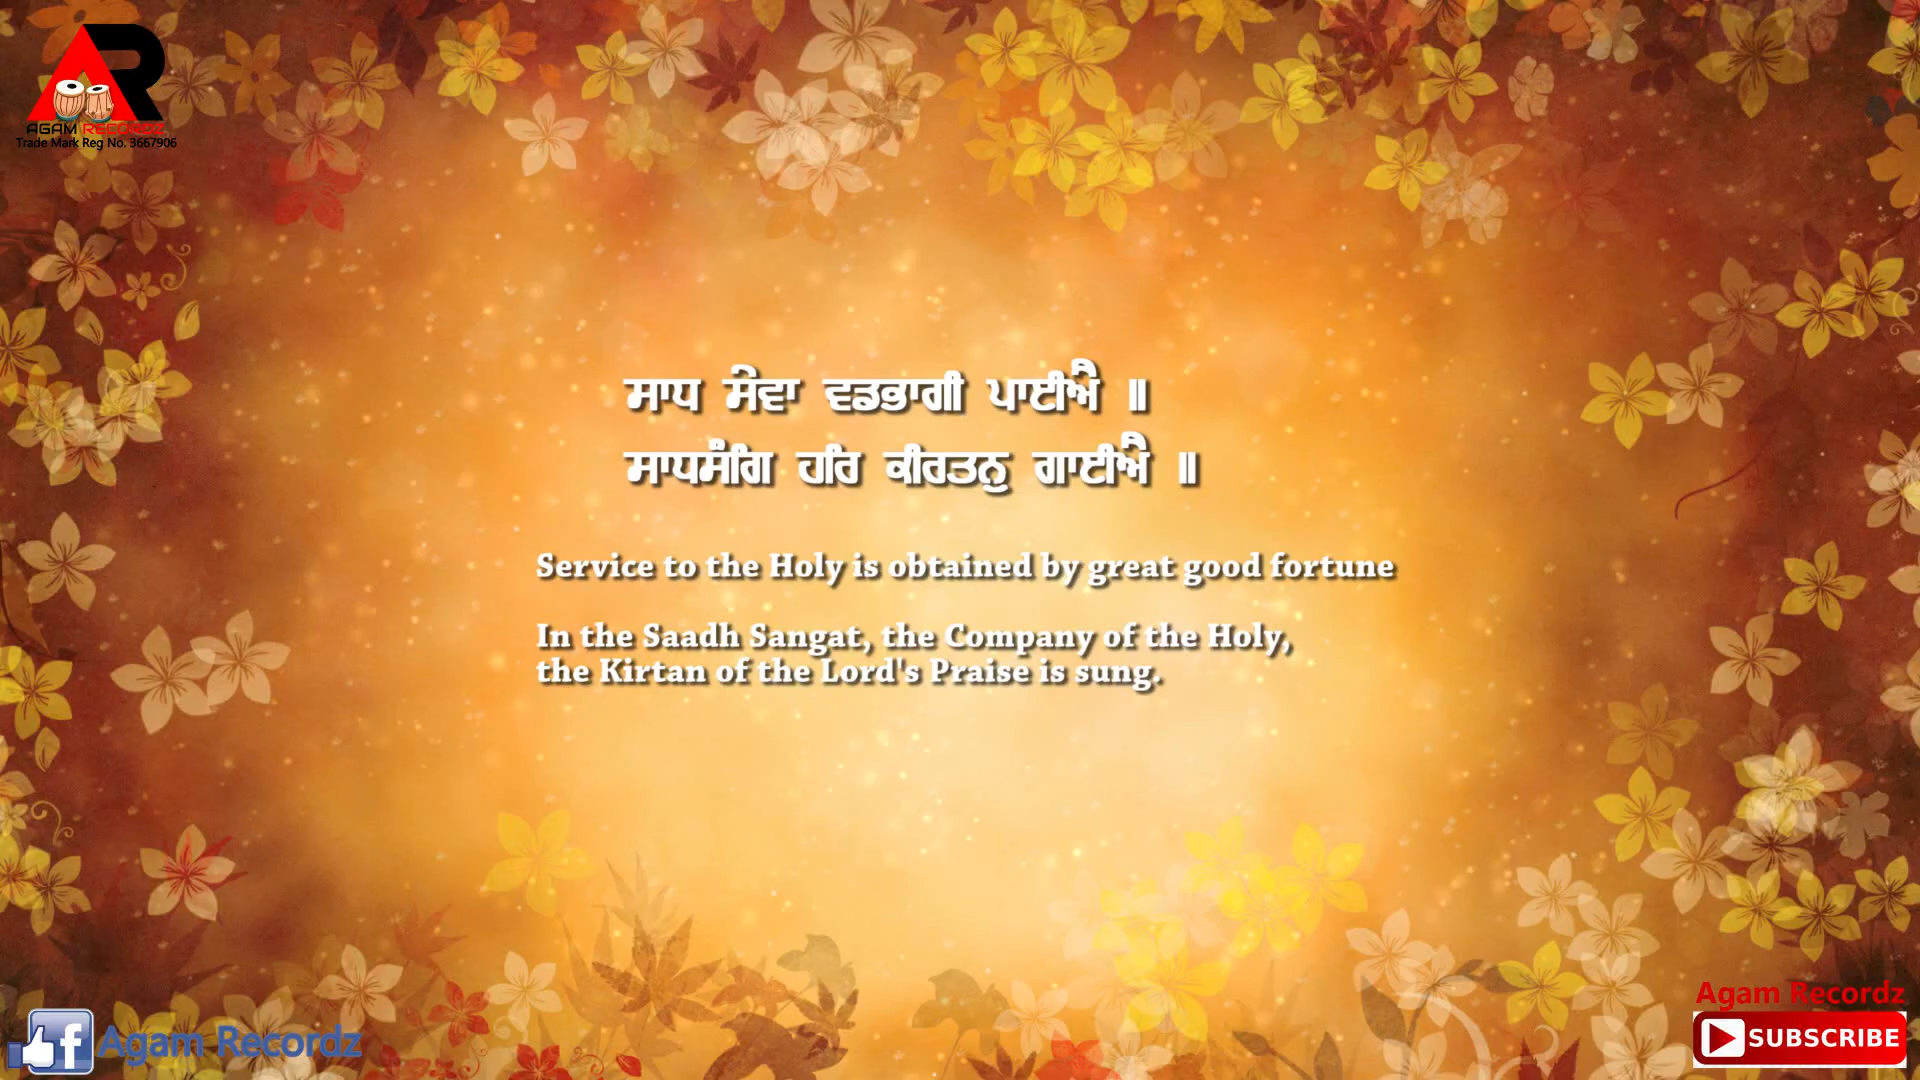 AGAM RECORDZ
Trade Mark Reg No. 3667906
ਸਾਧ ਸੇਵਾ ਵਡਭਾਗੀ ਪਾਈਐ ॥
ਸਾਧਸੰਗਿ ਹਰਿ ਕੀਰਤਨੁ ਗਾਈਐ ॥
Service to the Holy is obtained by great good fortune
In the Saadh Sangat, the Company of the Holy,
the Kirtan of the Lord's Praise is sung.
f Agam Recordz
Agam Recordz
SUBSCRIBE